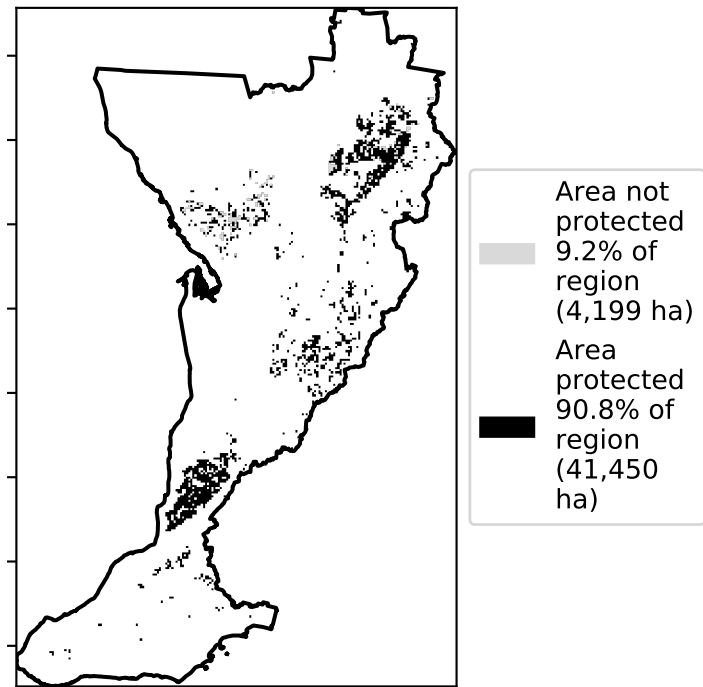 Area not
protected
9.2% of
region
(4,199 ha)
Area
protected
90.8% of
region
(41,450
ha)